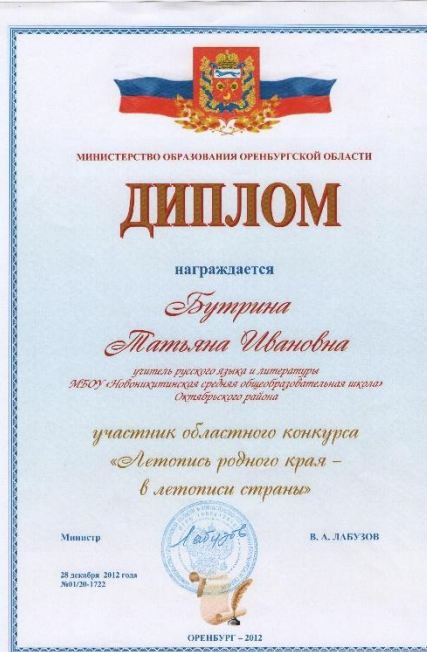 МИНИСТЕРСТВО ОБРАЗОВАНИЯ ОРЕНБУРГСКОЙ ОБЛАСТИ
ДИПЛОМ
награждается
Бутрина
Татьяна Ивановна
учитель русского языка и литературы
МБОУ «Новоникитинская средняя общеобразовательная школа»
Октябрьского района
участник областного конкурса
«Летопись родного края –
в летописи страны»
Министр
В. А. ЛАБУЗОВ
Лабузов
28 декабря 2012 года
№01/20-1722
ОРЕНБУРГ – 2012